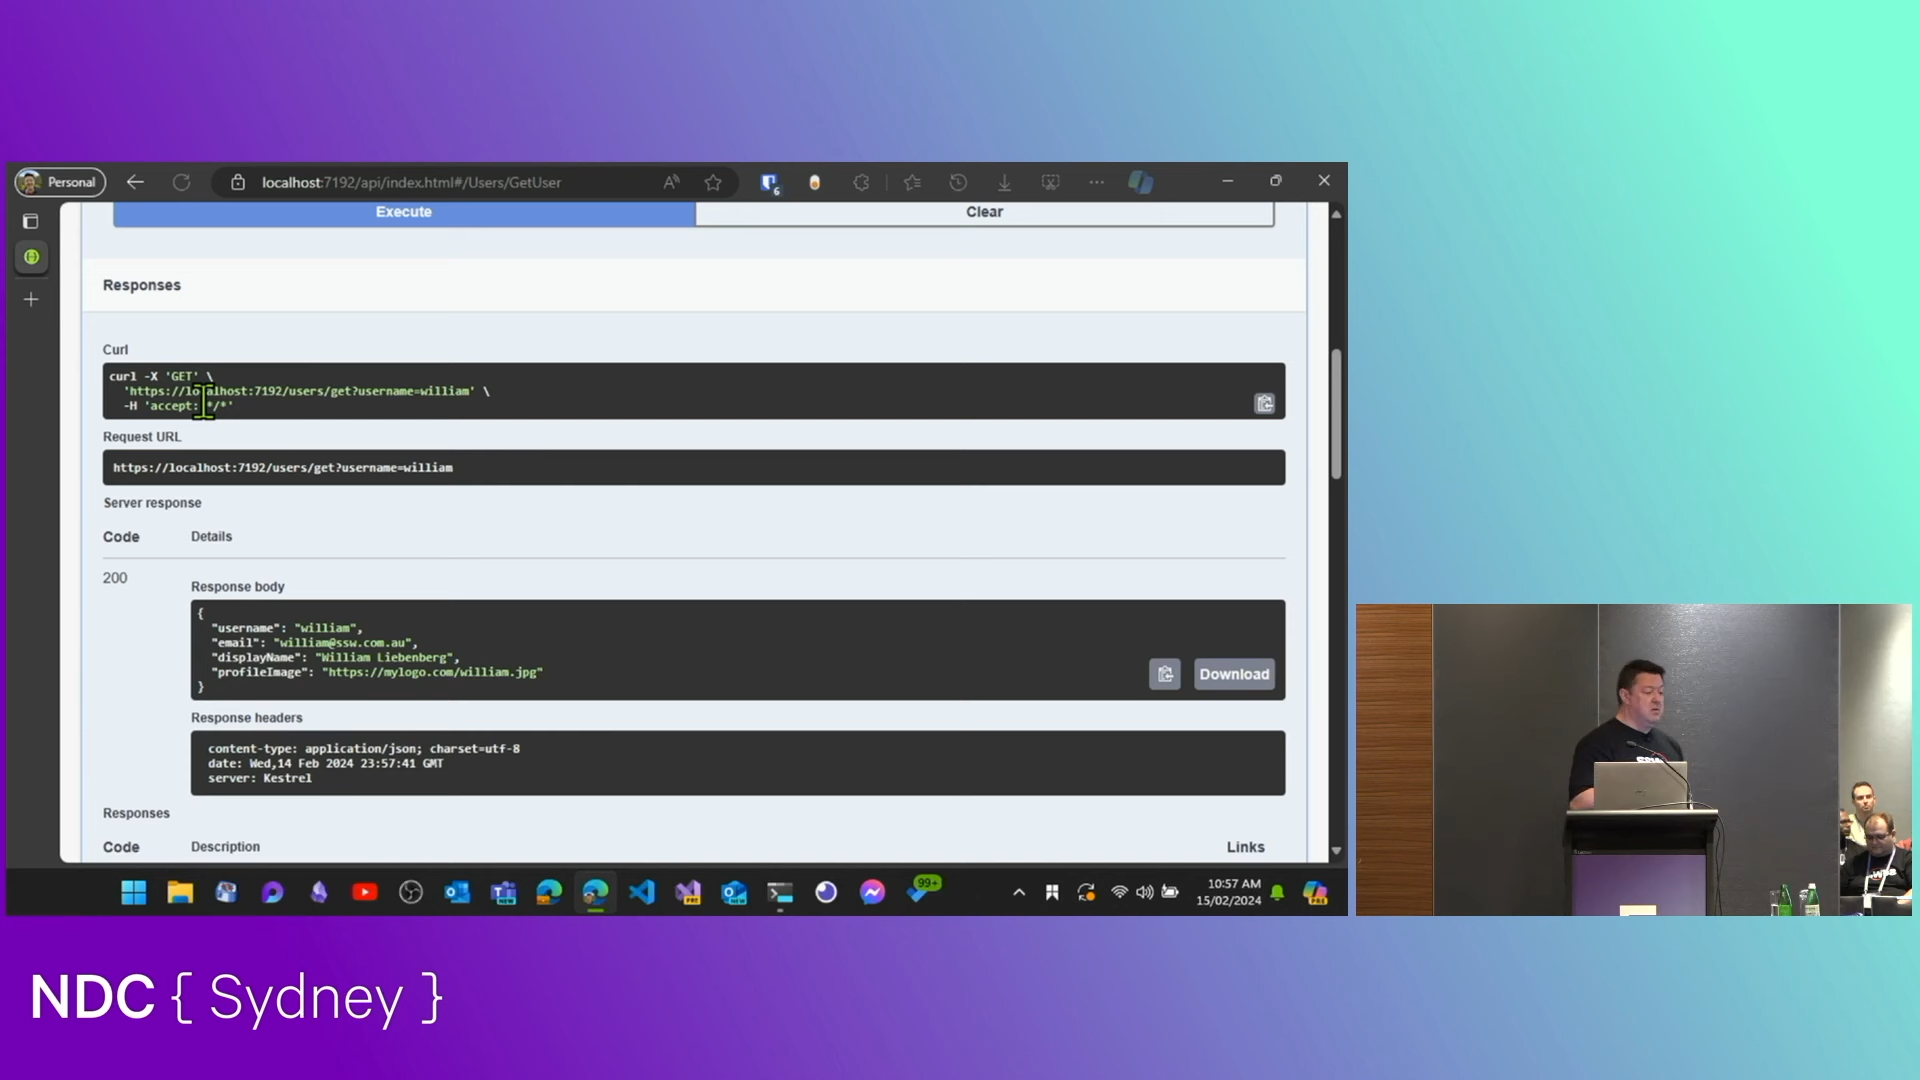 Personal
localhost:7192/api/index.html#/Users/GetUser
6
Execute
Clear
Responses
Curl
curl -X 'GET' \
'https://localhost:7192/users/get?username=william' \
-H 'accept: */*'
Request URL
https://localhost:7192/users/get?username=william
Server response
Code
Details
200
Response body
{
"username": "william",
"email": "william@ssw.com.au",
"displayName": "William Liebenberg",
"profileImage": "https://mylogo.com/william.jpg"
}
Download
Response headers
content-type: application/json; charset=utf-8
date: Wed,14 Feb 2024 23:57:41 GMT
server: Kestrel
Responses
Code
Description
Links
99+
10:57 AM
15/02/2024
NDC { Sydney }